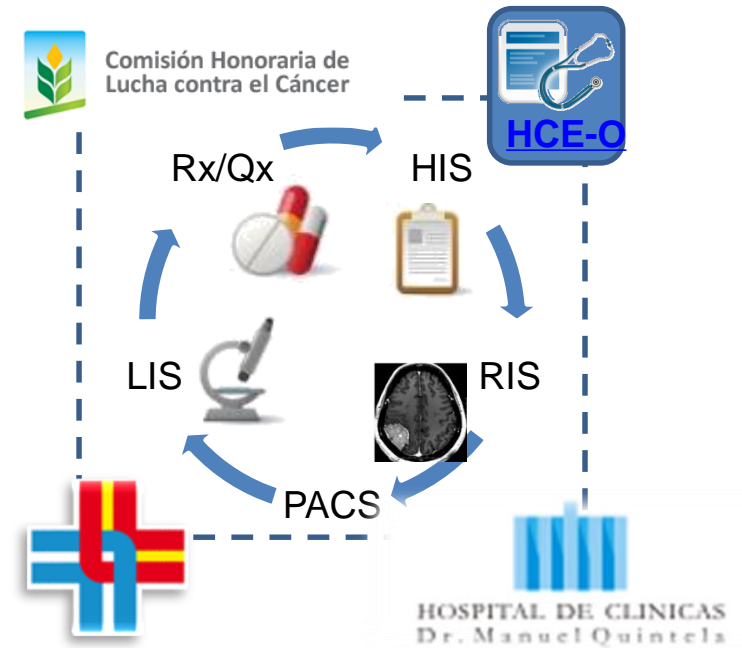 Comisión Honoraria de
Lucha contra el Cáncer
HCE-O
Rx/Qx
HIS
LIS
RIS
PACS
HOSPITAL DE CLINICAS
Dr. Manuel Quintela